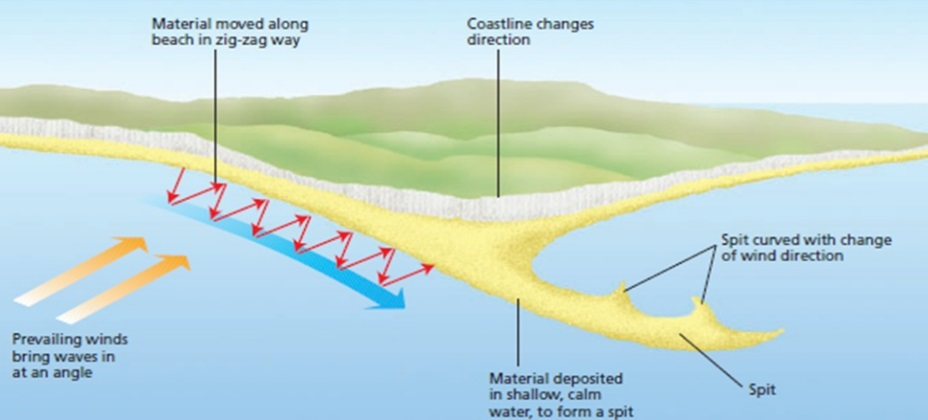 Material moved along
beach in zig-zag way
Coastline changes
direction
Spit curved with change
of wind direction
Prevailing winds
bring waves in
at an angle
Material deposited
in shallow, calm
water, to form a spit
Spit